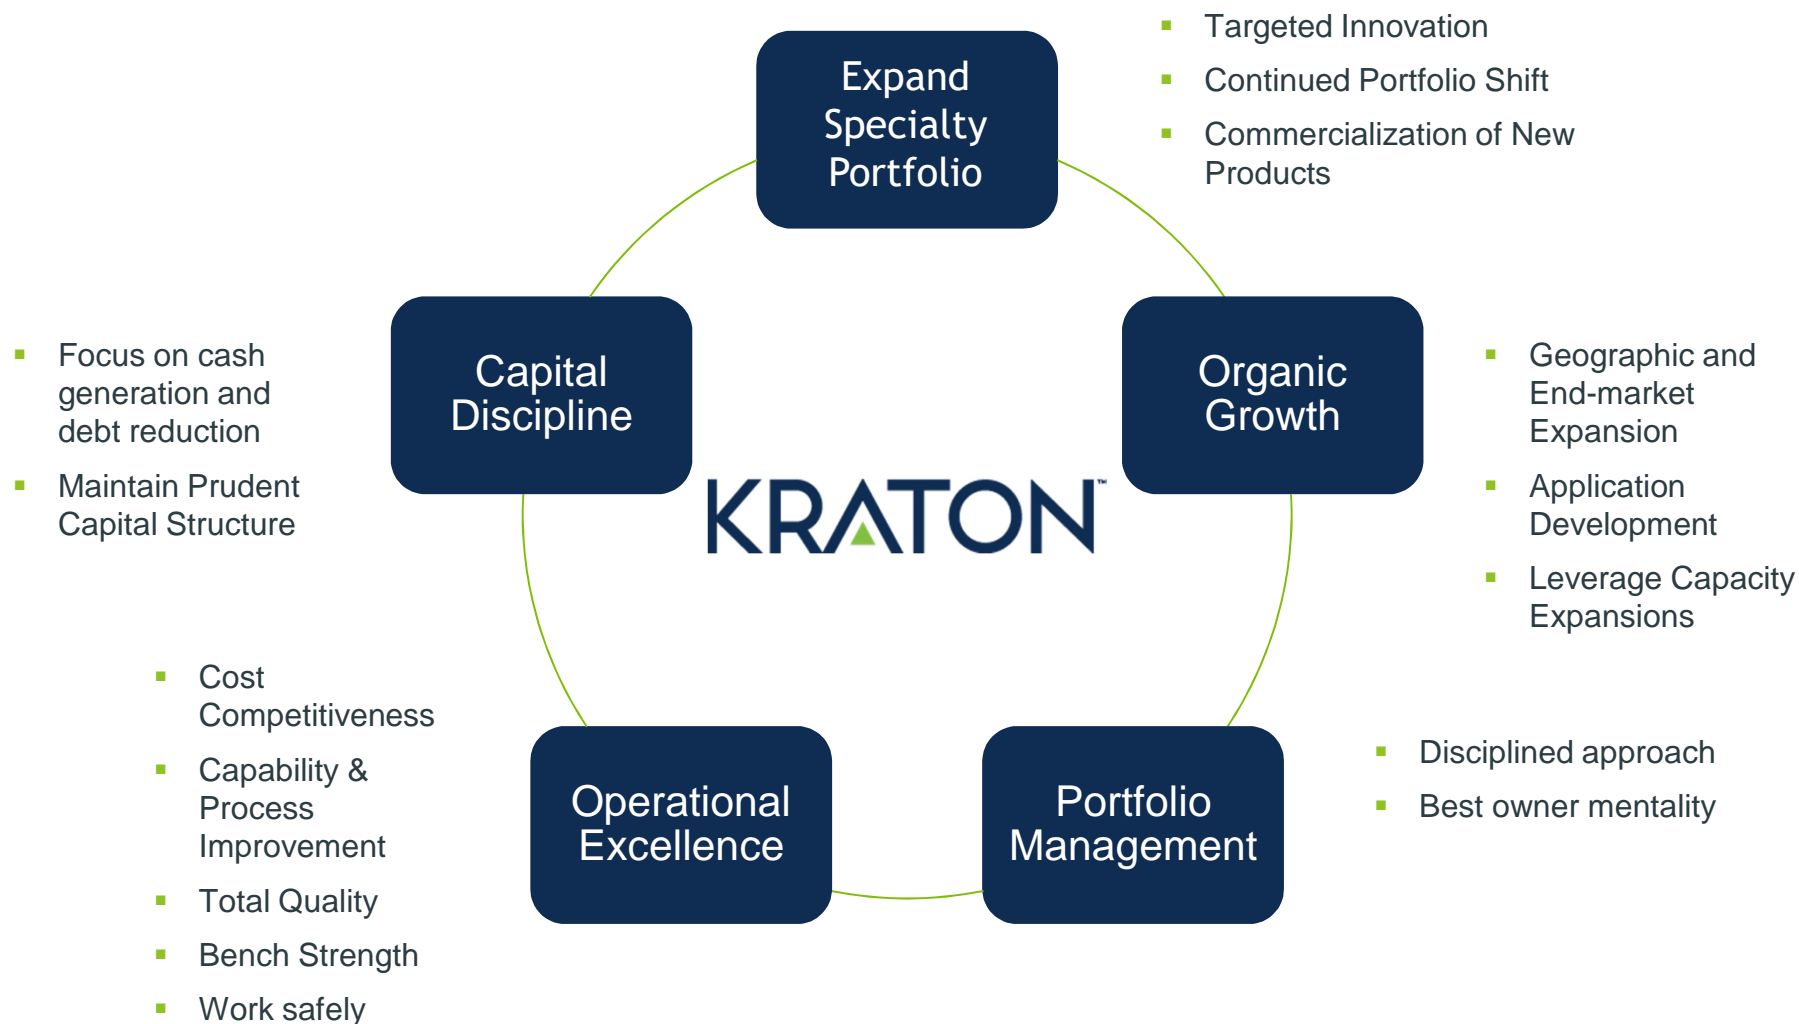 Expand
Specialty
Portfolio
Targeted Innovation
Continued Portfolio Shift
Commercialization of New
Products
Organic
Growth
Geographic and
End-market
Expansion
Application
Development
Leverage Capacity
Expansions
Portfolio
Management
Disciplined approach
Best owner mentality
Operational
Excellence
Cost
Competitiveness
Capability &
Process
Improvement
Total Quality
Bench Strength
Work safely
Capital
Discipline
Focus on cash
generation and
debt reduction
Maintain Prudent
Capital Structure
KRATON™